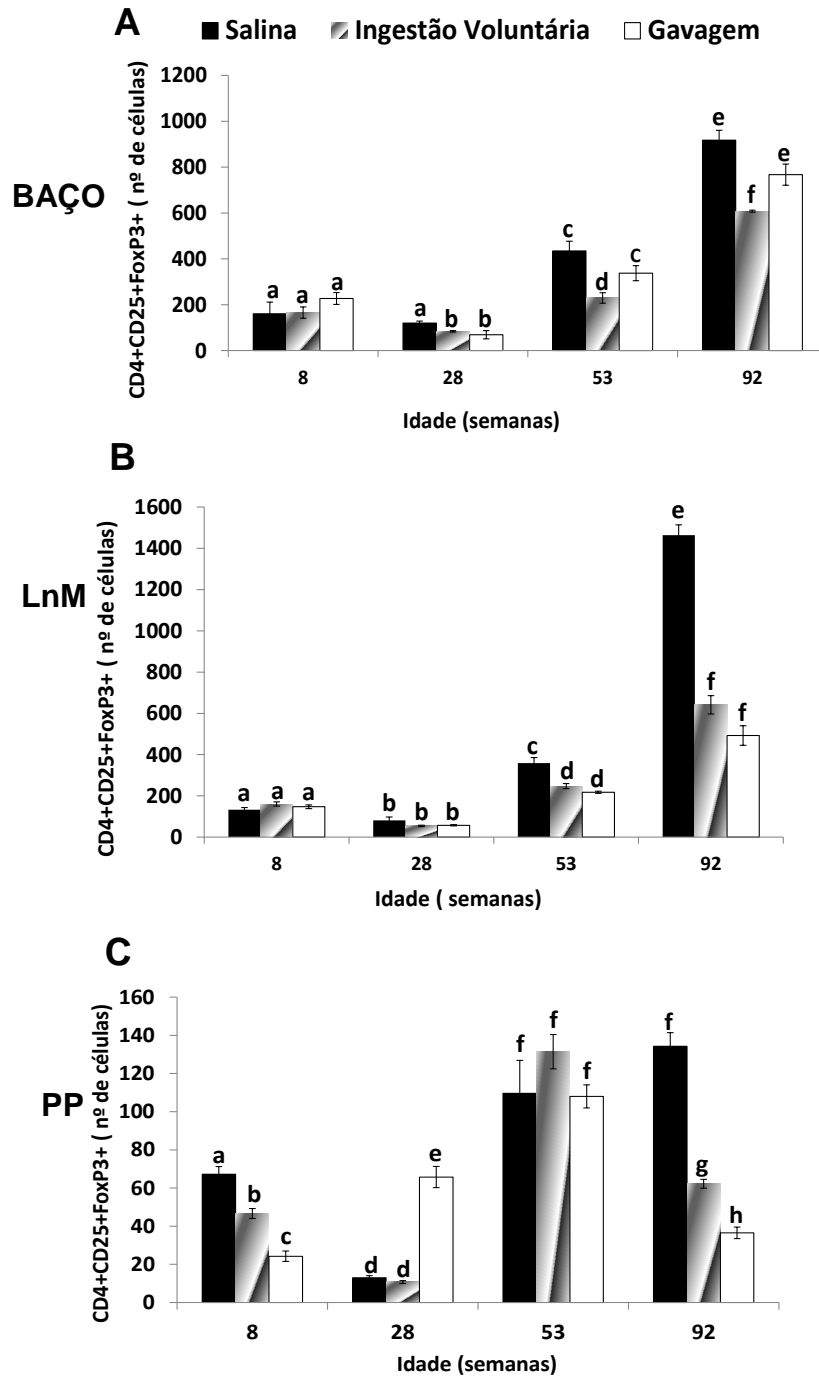 A
Salina Ingestão Voluntária Gavagem
BAÇO
CD4+CD25+FoxP3+ ( nº de células)
1200
1000
800
600
400
200
0
a a a
a b b
c d c
e f e
8 28 53 92
Idade (semanas)
B
LnM
CD4+CD25+FoxP3+ ( nº de células)
1600
1400
1200
1000
800
600
400
200
0
a a a
b b b
c d d
e f f
8 28 53 92
Idade ( semanas)
C
PP
CD4+CD25+FoxP3+ ( nº de células)
160
140
120
100
80
60
40
20
0
a b c
d d e
f f f
f g h
8 28 53 92
Idade (semanas)